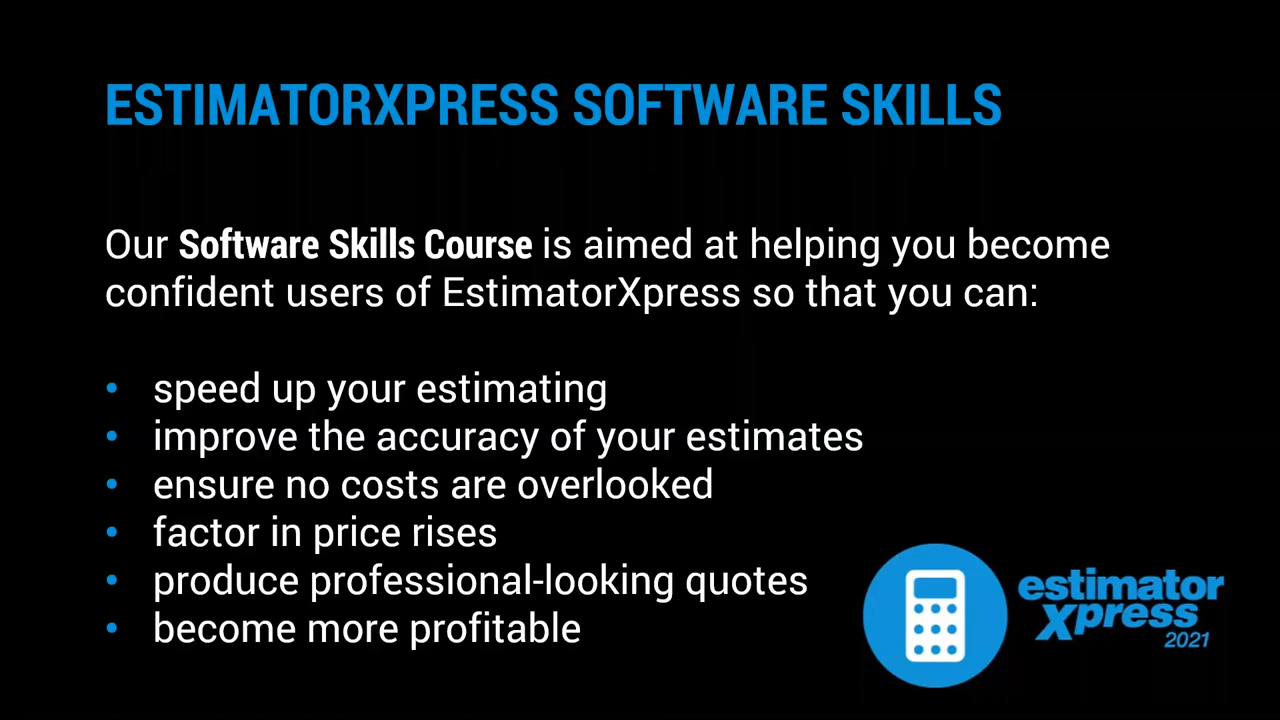 ESTIMATORXPRESS SOFTWARE SKILLS
Our Software Skills Course is aimed at helping you become
confident users of EstimatorXpress so that you can:
• speed up your estimating
• improve the accuracy of your estimates
• ensure no costs are overlooked
• factor in price rises
• produce professional-looking quotes
• become more profitable
estimator
Xpress
2021